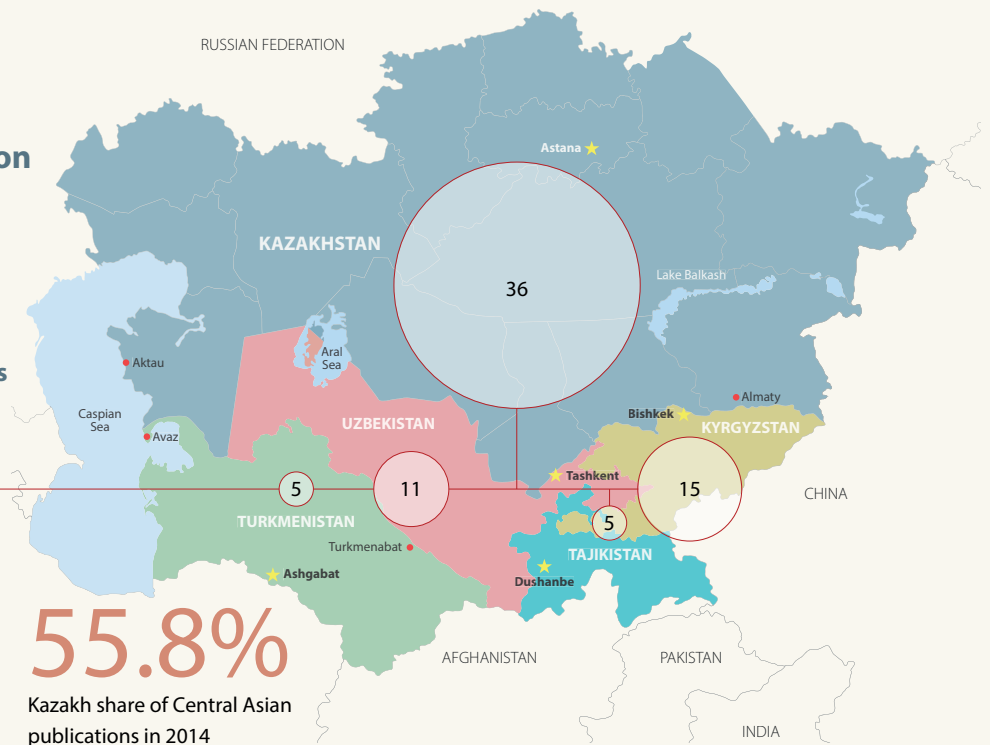 RUSSIAN FEDERATION
Astana
on
KAZAKHSTAN
Lake Balkash
36
Aral
Sea
s
Aktau
Almaty
Caspian
Sea
Bishkek
UZBEKISTAN
KYRGYZSTAN
Avaz
Tashkent
5
11
15
CHINA
TURKMENISTAN
5
Turkmenabat
TAJIKISTAN
Ashgabat
Dushanbe
55.8%
AFGHANISTAN
PAKISTAN
Kazakh share of Central Asian
publications in 2014
INDIA